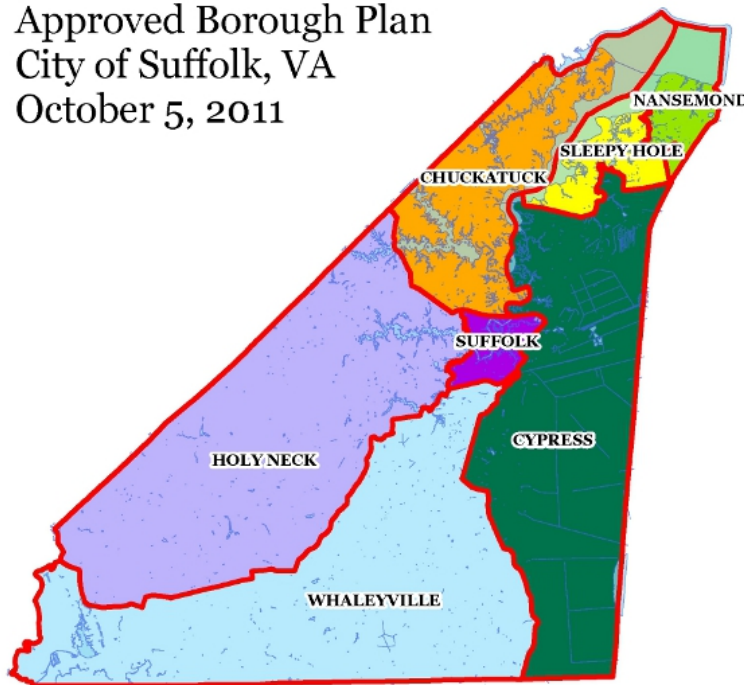 Approved Borough Plan
City of Suffolk, VA
October 5, 2011
NANSEMOND
SLEEPY HOLE
CHUCKATUCK
SUFFOLK
CYPRESS
HOLY NECK
WHALEYVILLE